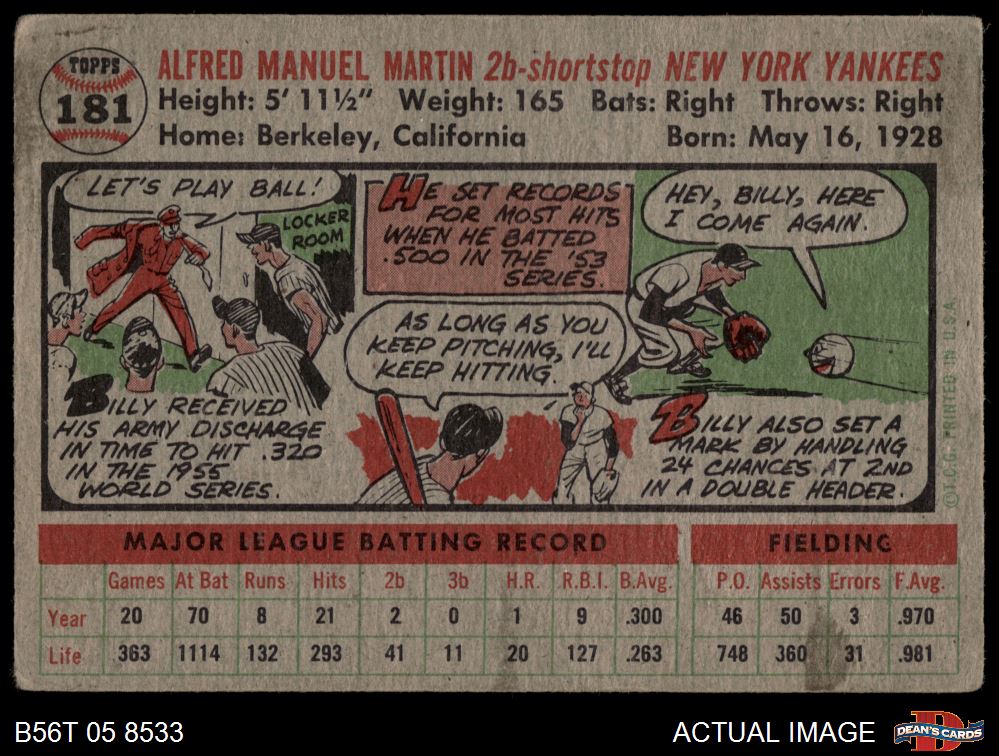 TOPPS
181
ALFRED MANUEL MARTIN 2b-shortstop NEW YORK YANKEES
Height: 5' 11½" Weight: 165 Bats: Right Throws: Right
Home: Berkeley, California Born: May 16, 1928
LET'S PLAY BALL!
LOCKER
ROOM
BILLY RECEIVED
HIS ARMY DISCHARGE
IN TIME TO HIT .320
IN THE 1955
WORLD SERIES.
HE SET RECORDS
FOR MOST HITS
WHEN HE BATTED
.500 IN THE '53
SERIES.
AS LONG AS YOU
KEEP PITCHING, I'LL
KEEP HITTING.
HEY, BILLY, HERE
I COME AGAIN.
BILLY ALSO SET A
MARK BY HANDLING
24 CHANCES AT 2ND
IN A DOUBLE HEADER.
©T.C.G. PRINTED IN U.S.A.
MAJOR LEAGUE BATTING RECORD FIELDING
Games At Bat Runs Hits 2b 3b H.R. R.B.I. B.Avg. P.O. Assists Errors F.Avg.
Year 20 70 8 21 2 0 1 9 .300 46 50 3 .970
Life 363 1114 132 293 41 11 20 127 .263 748 360 31 .981
B56T 05 8533 ACTUAL IMAGE DEAN'S CARDS